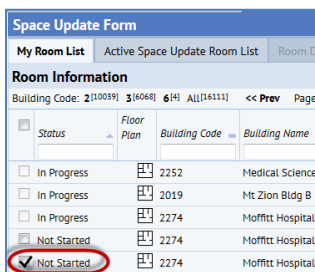 Space Update Form
My Room List Active Space Update Room List Room D
Room Information
Building Code: 2[10039] 3[6068] 6[4] All[16111] << Prev Page
Status Floor Plan Building Code Building Name
In Progress 2252 Medical Science
In Progress 2019 Mt Zion Bldg B
In Progress 2274 Moffitt Hospital
Not Started 2274 Moffitt Hospital
Not Started 2274 Moffitt Hospital